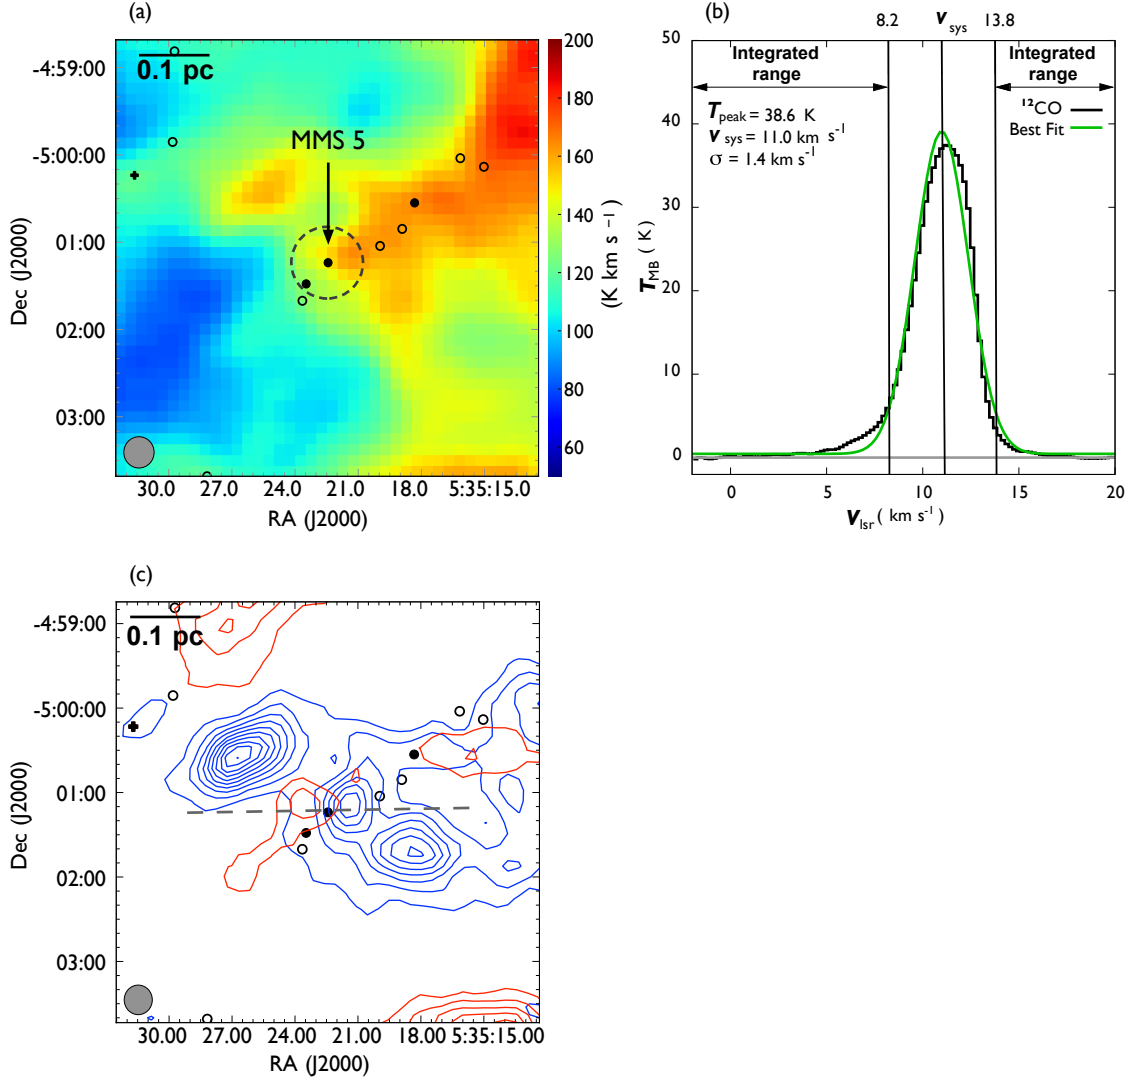 (a)
0.1 pc
MMS 5
-4:59:00
-5:00:00
01:00
02:00
03:00
Dec (J2000)
30.0 27.0 24.0 21.0 18.0 5:35:15.0
RA (J2000)
200
180
160
140
120
100
80
60
(K km s ⁻¹)
(b)
8.2 v sys 13.8
Integrated range
Integrated range
T peak = 38.6 K
v sys = 11.0 km s⁻¹
σ = 1.4 km s⁻¹
¹²CO
Best Fit
50
40
30
20
10
0
T MB ( K)
0 5 10 15 20
V lsr ( km s⁻¹)
(c)
0.1 pc
-4:59:00
-5:00:00
01:00
02:00
03:00
Dec (J2000)
30.00 27.00 24.00 21.00 18.00 5:35:15.00
RA (J2000)